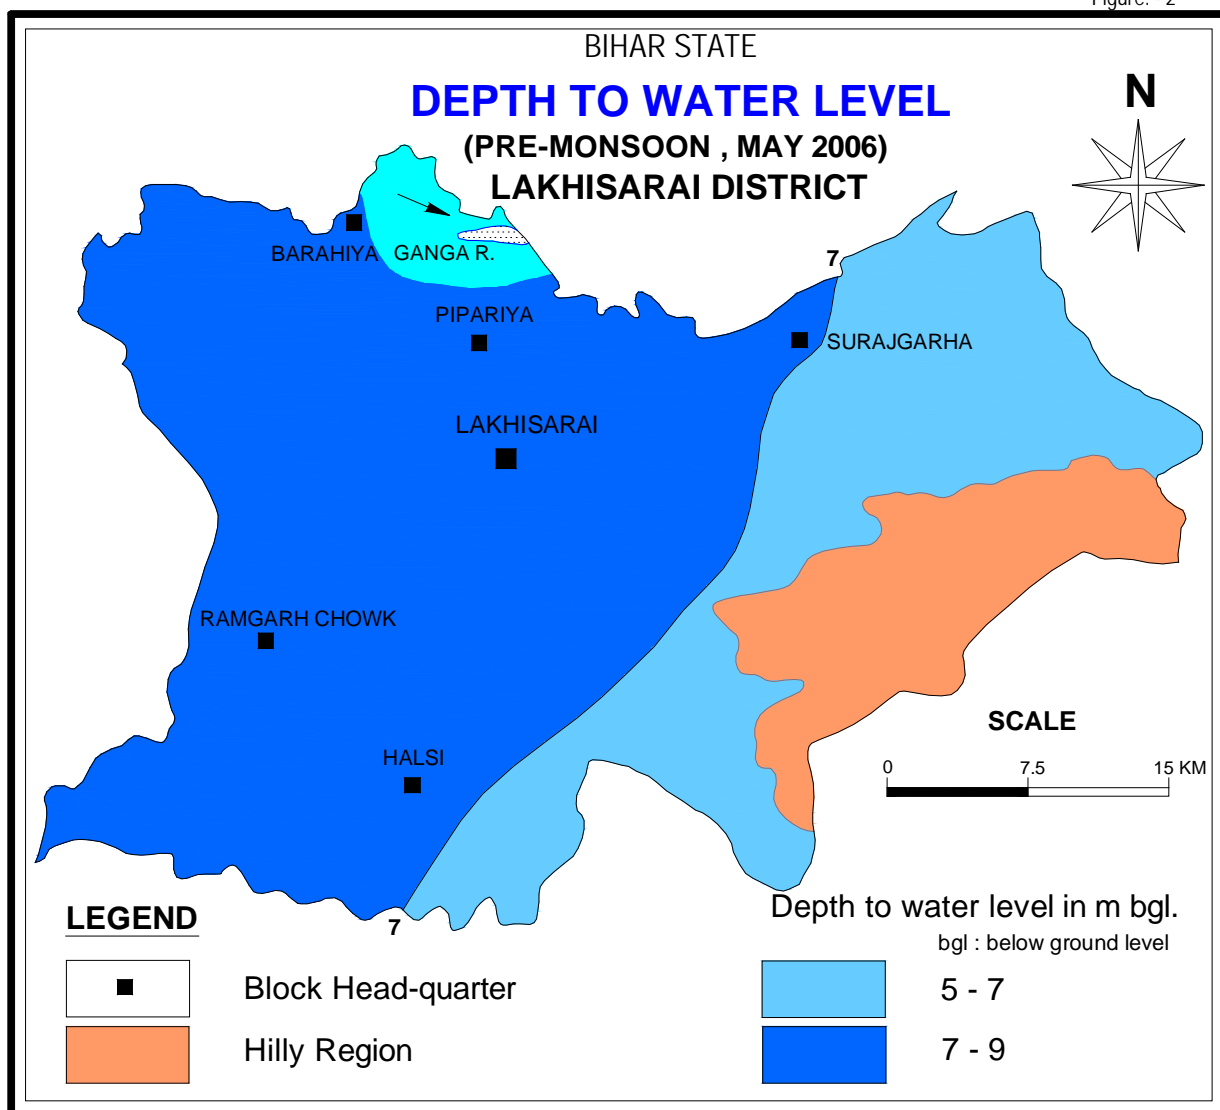 Figure. - 2
BIHAR STATE
DEPTH TO WATER LEVEL
(PRE-MONSOON , MAY 2006)
LAKHISARAI DISTRICT
N
BARAHIYA
GANGA R.
7
PIPARIYA
SURAJGARHA
LAKHISARAI
RAMGARH CHOWK
HALSI
SCALE
0 7.5 15 KM
7
LEGEND
Block Head-quarter
Hilly Region
Depth to water level in m bgl.
bgl : below ground level
5 - 7
7 - 9